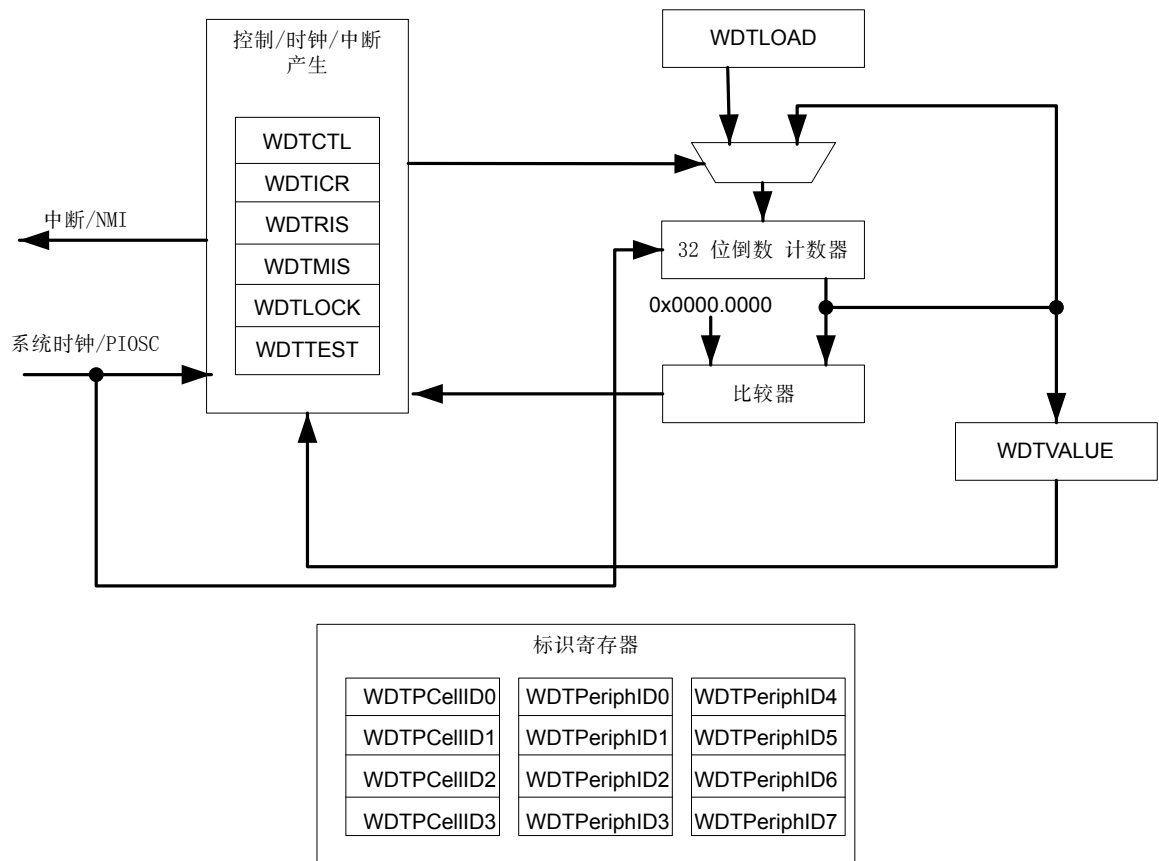 控制/时钟/中断
产生
WDTCTL
WDTICR
WDTRIS
WDTMIS
WDTLOCK
WDTTEST
中断/NMI
系统时钟/PIOSC
WDTLOAD
32 位倒数 计数器
0x0000.0000
比较器
WDTVALUE
标识寄存器
WDTPCellID0
WDTPCellID1
WDTPCellID2
WDTPCellID3
WDTPeriphID0
WDTPeriphID1
WDTPeriphID2
WDTPeriphID3
WDTPeriphID4
WDTPeriphID5
WDTPeriphID6
WDTPeriphID7